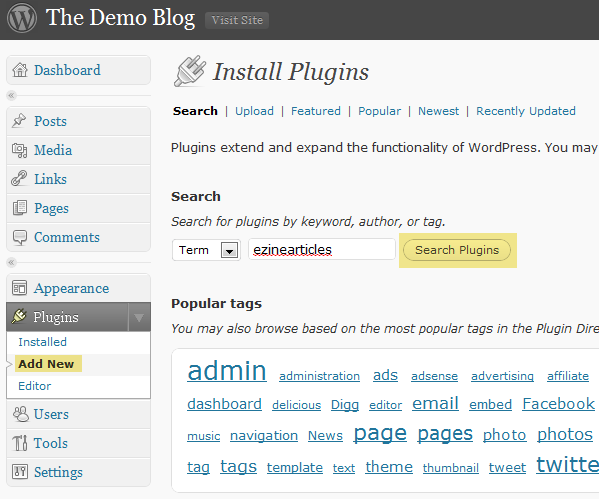 The Demo Blog Visit Site
Dashboard
Posts
Media
Links
Pages
Comments
Appearance
Plugins
Installed
Add New
Editor
Users
Tools
Settings
Install Plugins
Search | Upload | Featured | Popular | Newest | Recently Updated
Plugins extend and expand the functionality of WordPress. You may
Search
Search for plugins by keyword, author, or tag.
Term ezinearticles Search Plugins
Popular tags
You may also browse based on the most popular tags in the Plugin Dire
admin administration ads adsense advertising affiliate
dashboard delicious Digg editor email embed Facebook
music navigation News page pages photo photos
tag tags template text theme thumbnail tweet twitte